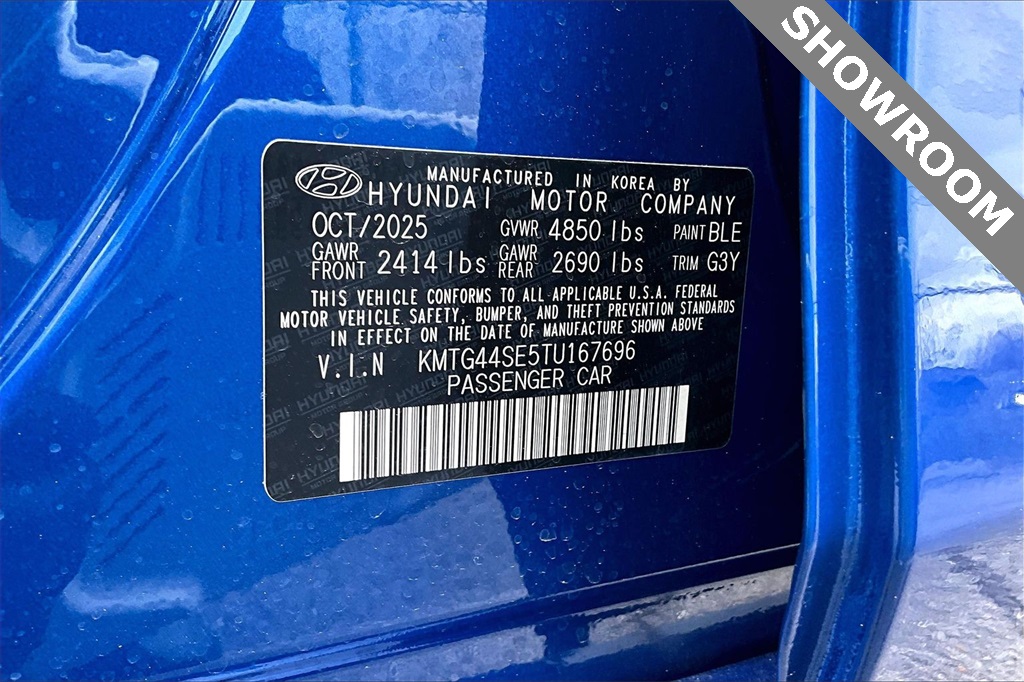 SHOWROOM
MANUFACTURED IN KOREA BY
HYUNDAI MOTOR COMPANY
OCT/2025 GVWR 4850 lbs PAINT BLE
GAWR FRONT 2414 lbs GAWR REAR 2690 lbs TRIM G3Y
THIS VEHICLE CONFORMS TO ALL APPLICABLE U.S.A. FEDERAL
MOTOR VEHICLE SAFETY, BUMPER, AND THEFT PREVENTION STANDARDS
IN EFFECT ON THE DATE OF MANUFACTURE SHOWN ABOVE
V.I.N KMTG44SE5TU167696
PASSENGER CAR